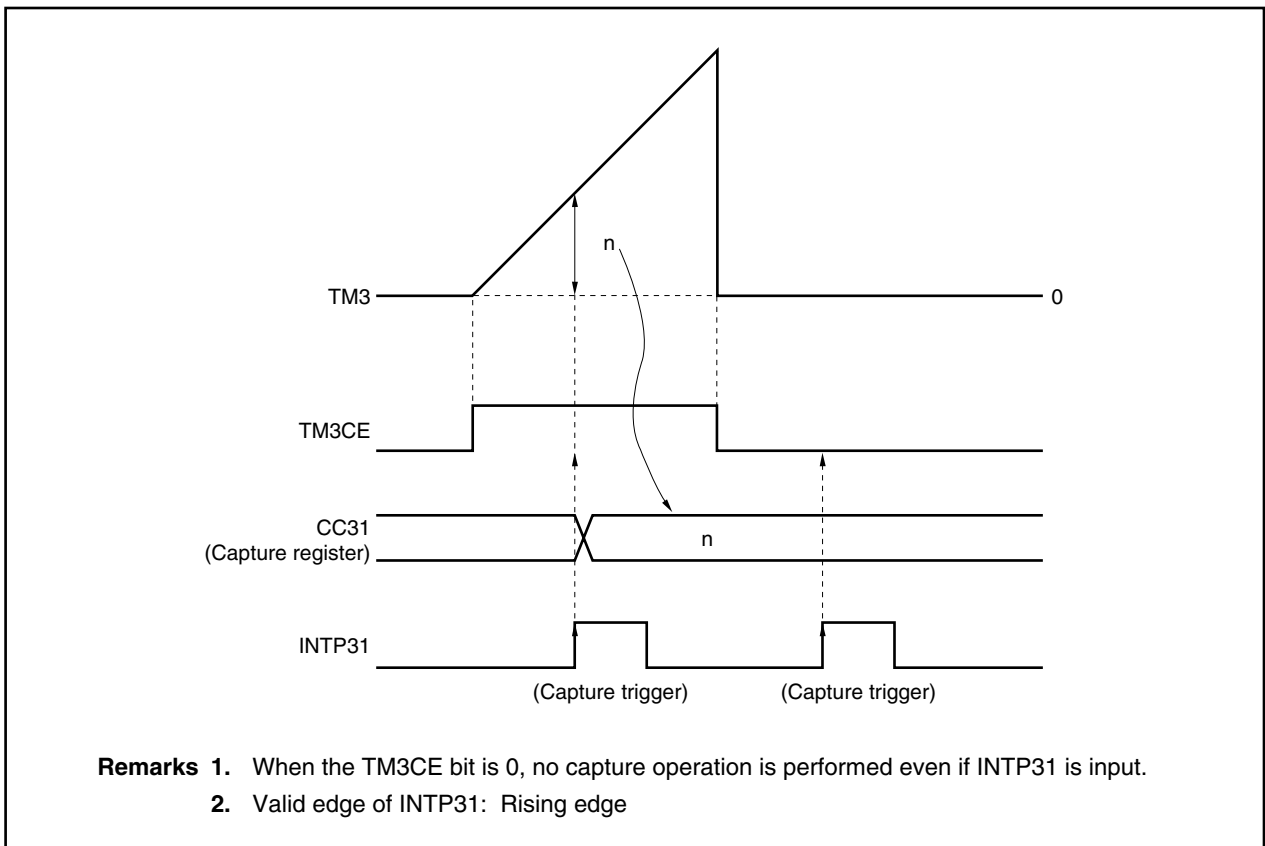 n
TM3
0
TM3CE
CC31
(Capture register)
n
INTP31
(Capture trigger) (Capture trigger)
Remarks 1. When the TM3CE bit is 0, no capture operation is performed even if INTP31 is input.
2. Valid edge of INTP31: Rising edge